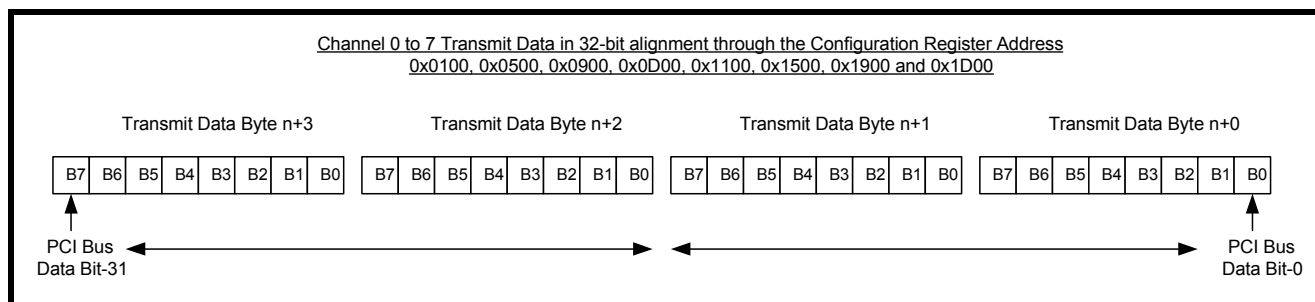 Channel 0 to 7 Transmit Data in 32-bit alignment through the Configuration Register Address
0x0100, 0x0500, 0x0900, 0x0D00, 0x1100, 0x1500, 0x1900 and 0x1D00
Transmit Data Byte n+3 Transmit Data Byte n+2 Transmit Data Byte n+1 Transmit Data Byte n+0
B7 B6 B5 B4 B3 B2 B1 B0 B7 B6 B5 B4 B3 B2 B1 B0 B7 B6 B5 B4 B3 B2 B1 B0 B7 B6 B5 B4 B3 B2 B1 B0
PCI Bus PCI Bus
Data Bit-31 Data Bit-0